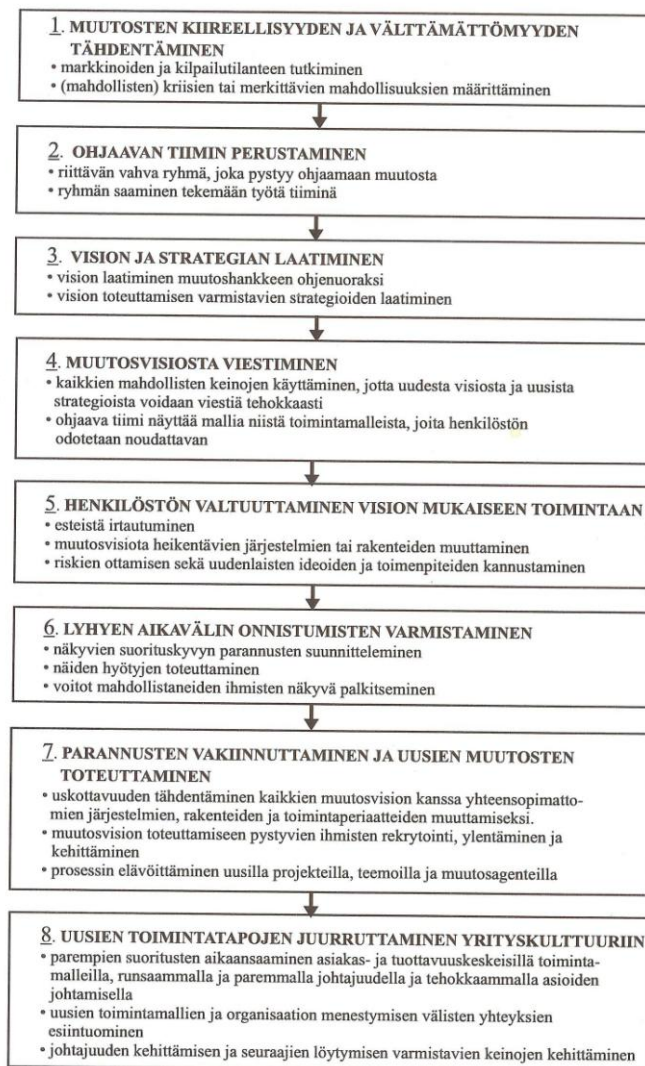 1. MUUTOSTEN KIIREELLISYYDEN JA VÄLTTÄMÄTTÖMYYDEN
TÄHDENTÄMINEN
• markkinoiden ja kilpailutilanteen tutkiminen
• (mahdollisten) kriisien tai merkittävien mahdollisuuksien määrittäminen
2. OHJAAVAN TIIMIN PERUSTAMINEN
• riittävän vahva ryhmä, joka pystyy ohjaamaan muutosta
• ryhmän saaminen tekemään työtä tiiminä
3. VISION JA STRATEGIAN LAATIMINEN
• vision laatiminen muutoshankkeen ohjenuoraksi
• vision toteuttamisen varmistavien strategioiden laatiminen
4. MUUTOSVISIOSTA VIESTIMINEN
• kaikkien mahdollisten keinojen käyttäminen, jotta uudesta visiosta ja uusista
strategioista voidaan viestiä tehokkaasti
• ohjaava tiimi näyttää mallia niistä toimintamalleista, joita henkilöstön
odotetaan noudattavan
5. HENKILÖSTÖN VALTUUTTAMINEN VISION MUKAISEEN TOIMINTAAN
• esteistä irtautuminen
• muutosvisiota heikentävien järjestelmien tai rakenteiden muuttaminen
• riskien ottamisen sekä uudenlaisten ideoiden ja toimenpiteiden kannustaminen
6. LYHYEN AIKAVÄLIN ONNISTUMISTEN VARMISTAMINEN
• näkyvien suorituskyvyn parannusten suunnitteleminen
• näiden hyötyjen toteuttaminen
• voitot mahdollistaneiden ihmisten näkyvä palkitseminen
7. PARANNUSTEN VAKIINNUTTAMINEN JA UUSIEN MUUTOSTEN
TOTEUTTAMINEN
• uskottavuuden tähdentäminen kaikkien muutosvision kanssa yhteensopimatto-
mien järjestelmien, rakenteiden ja toimintaperiaatteiden muuttamiseksi.
• muutosvision toteuttamiseen pystyvien ihmisten rekrytointi, ylentäminen ja
kehittäminen
• prosessin elävöittäminen uusilla projekteilla, teemoilla ja muutosagenteilla
8. UUSIEN TOIMINTATAPOJEN JUURRUTTAMINEN YRITYSKULTTUURIIN
• parempien suoritusten aikaansaaminen asiakas- ja tuottavuuskeskeisillä toiminta-
malleilla, runsaammalla ja paremmalla johtajuudella ja tehokkaammalla asioiden
johtamisella
• uusien toimintamallien ja organisaation menestymisen välisten yhteyksien
esiintuominen
• johtajuuden kehittämisen ja seuraajien löytymisen varmistavien keinojen kehittäminen